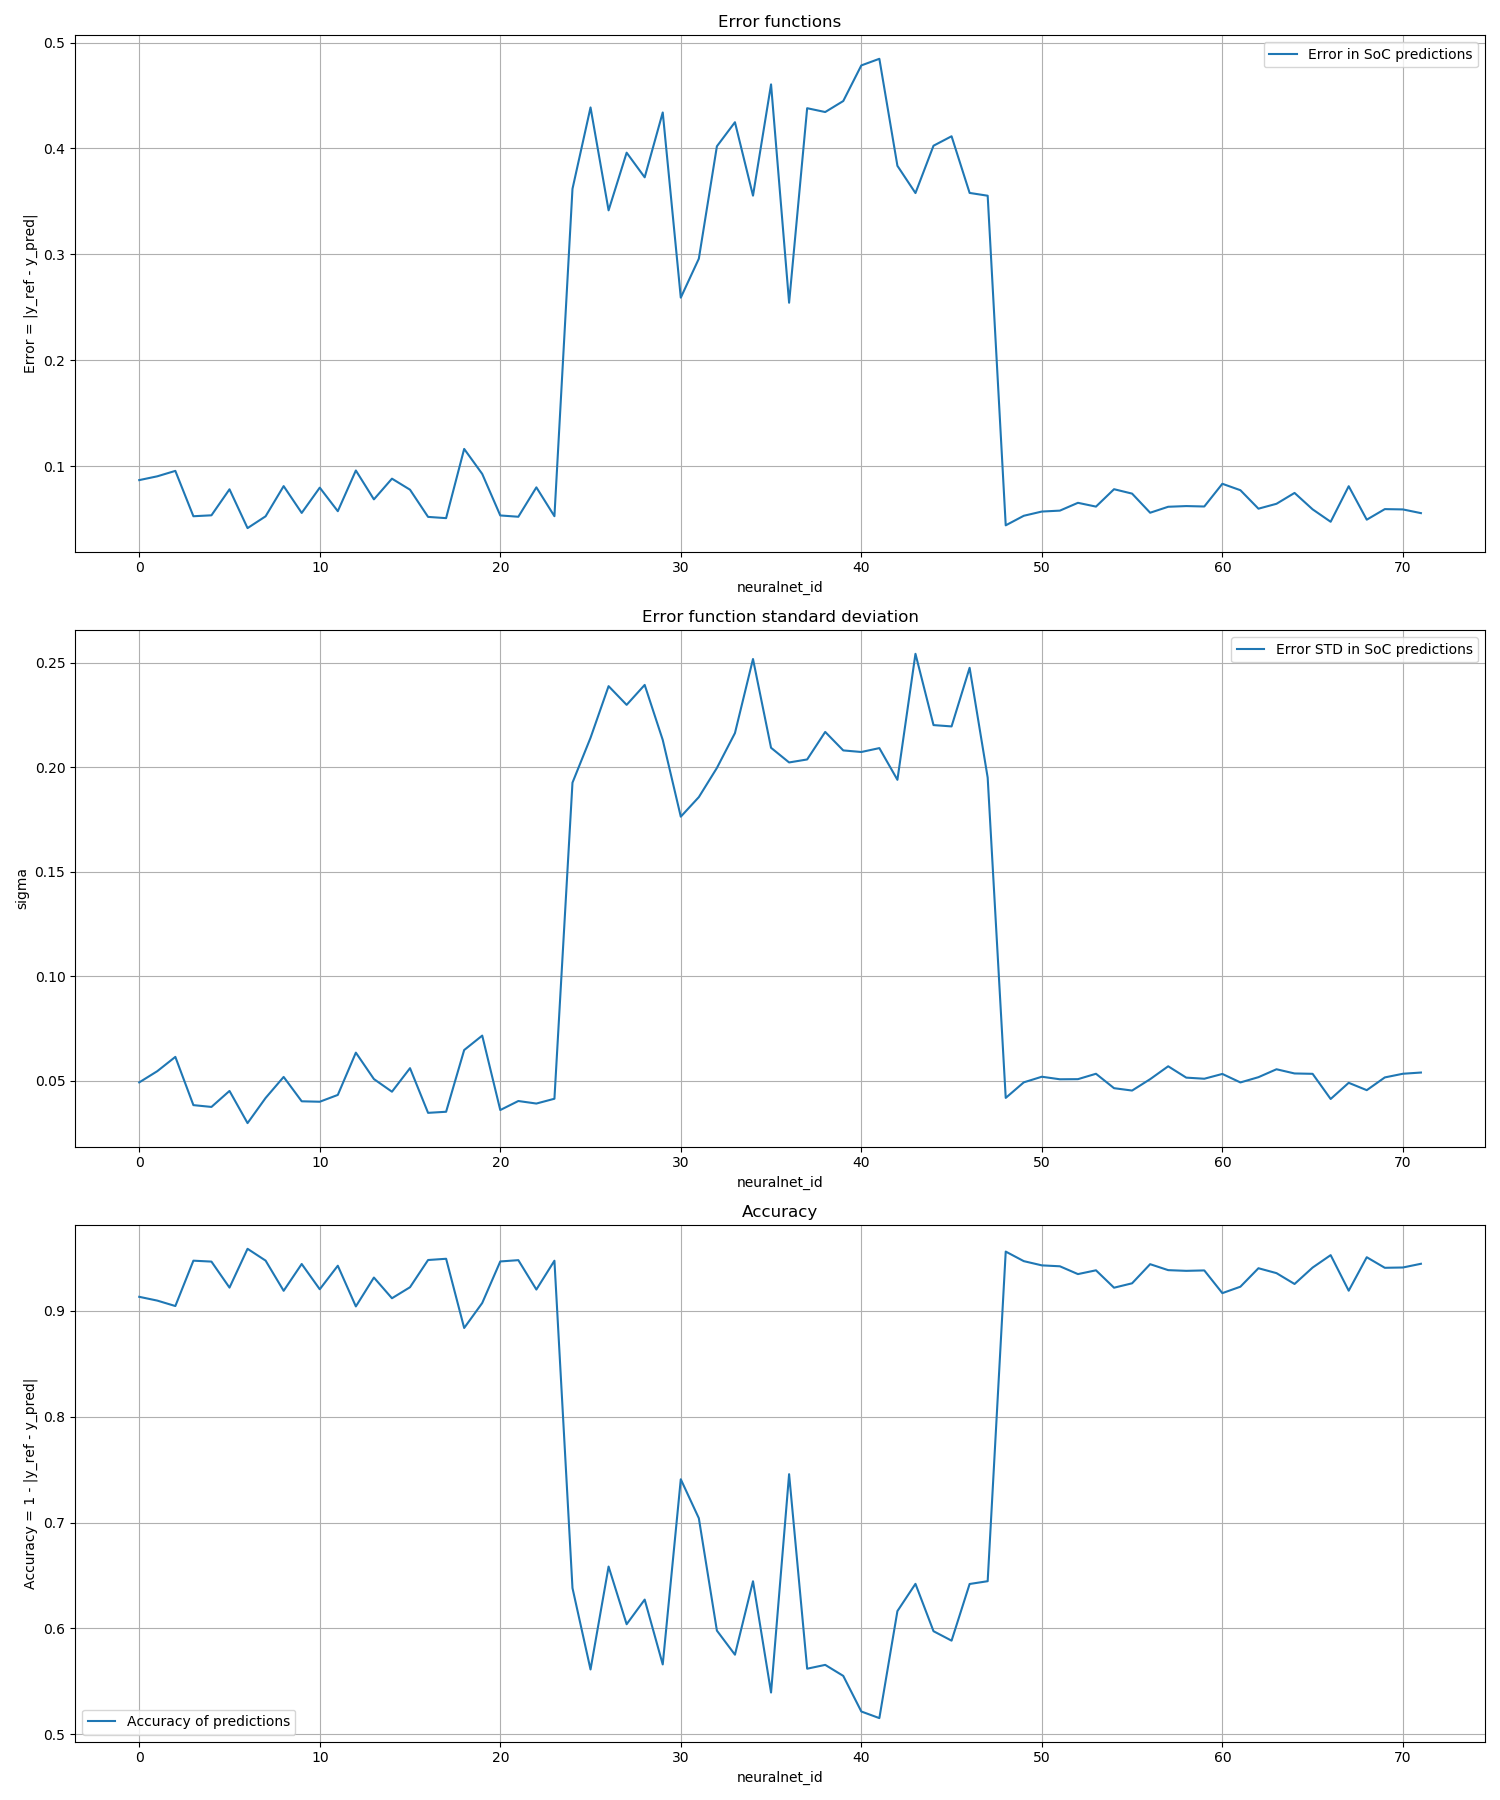 Error functions
Error in SoC predictions
Error = |y_ref - y_pred|
0.5
0.4
0.3
0.2
0.1
0 10 20 30 40 50 60 70
neuralnet_id
Error function standard deviation
Error STD in SoC predictions
sigma
0.25
0.20
0.15
0.10
0.05
0 10 20 30 40 50 60 70
neuralnet_id
Accuracy
Accuracy = 1 - |y_ref - y_pred|
0.9
0.8
0.7
0.6
0.5
Accuracy of predictions
0 10 20 30 40 50 60 70
neuralnet_id